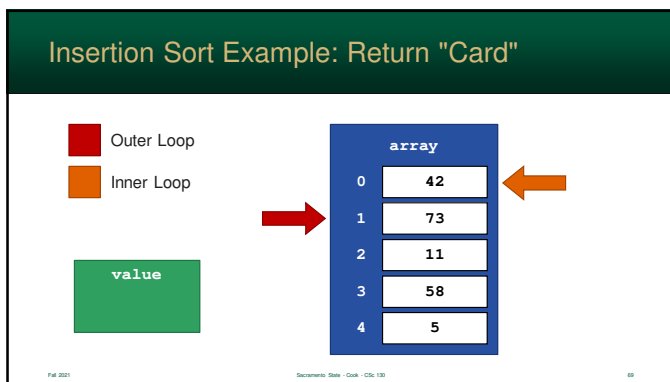 Insertion Sort Example: Return "Card"
Outer Loop
Inner Loop
value
array
0 42
1 73
2 11
3 58
4 5
Fall 2021 Sacramento State - Cook - CSc 130 69